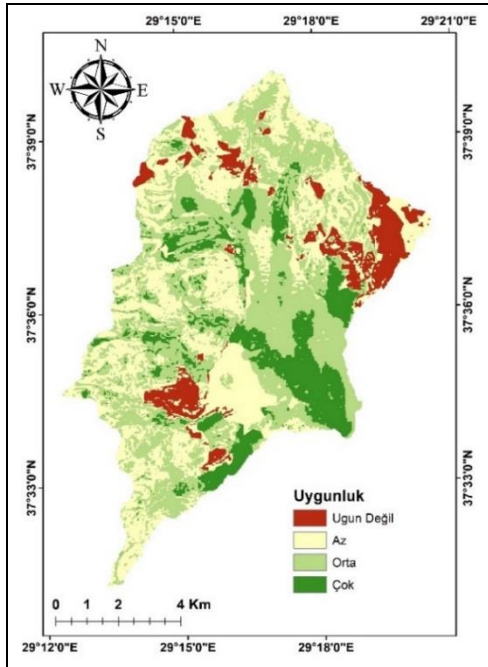 29°15'0"E 29°18'0"E 29°21'0"E
N
W E
S
37°39'0"N 37°39'0"N
37°36'0"N 37°36'0"N
37°33'0"N 37°33'0"N
Uygunluk
Ugun Değil
Az
Orta
Çok
0 1 2 4 Km
29°12'0"E 29°15'0"E 29°18'0"E